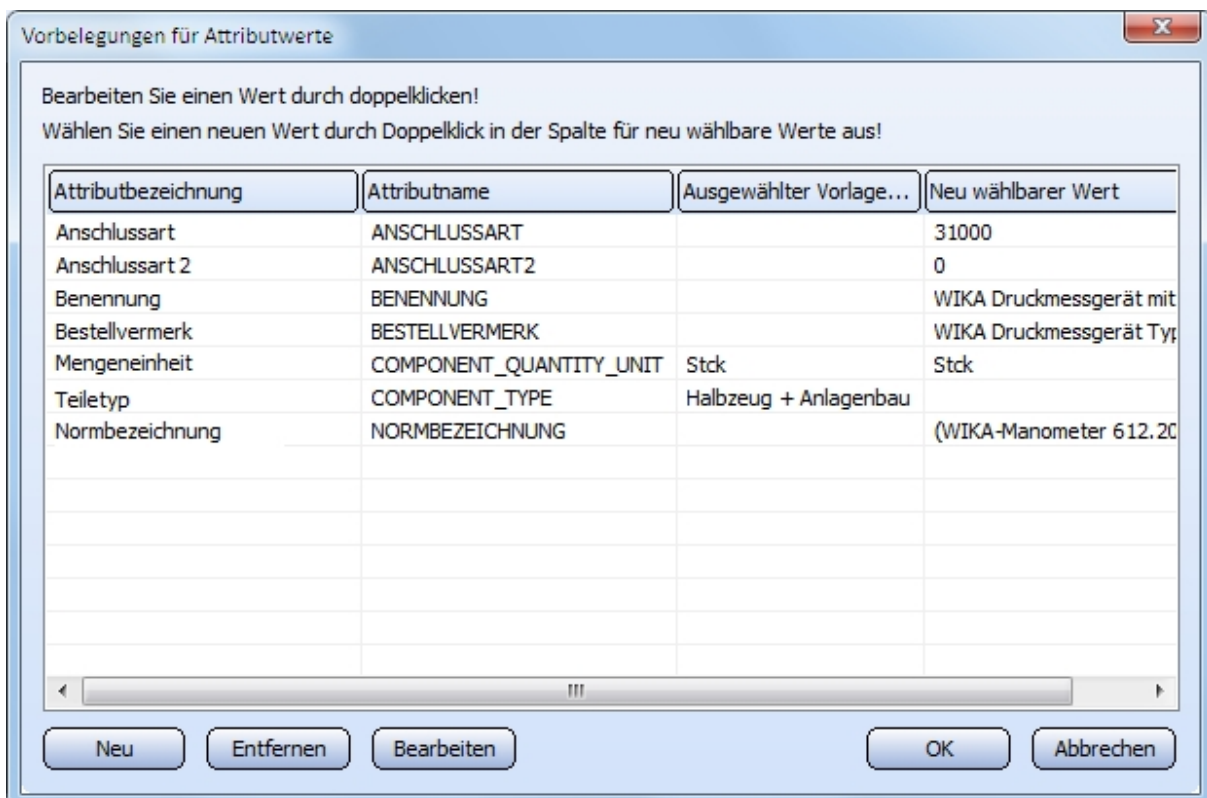 Vorbelegungen für Attributwerte
Bearbeiten Sie einen Wert durch doppelklicken!
Wählen Sie einen neuen Wert durch Doppelklick in der Spalte für neu wählbare Werte aus!
Attributbezeichnung Attributname Ausgewählter Vorlage... Neu wählbarer Wert
Anschlussart ANSCHLUSSART 31000
Anschlussart 2 ANSCHLUSSART2 0
Benennung BENENNUNG WIKA Druckmessgerät mit
Bestellvermerk BESTELLVERMERK WIKA Druckmessgerät Typ
Mengeneinheit COMPONENT_QUANTITY_UNIT Stck Stck
Teiletyp COMPONENT_TYPE Halbzeug + Anlagenbau
Normbezeichnung NORMBEZEICHNUNG (WIKA-Manometer 612.20
Neu Entfernen Bearbeiten OK Abbrechen